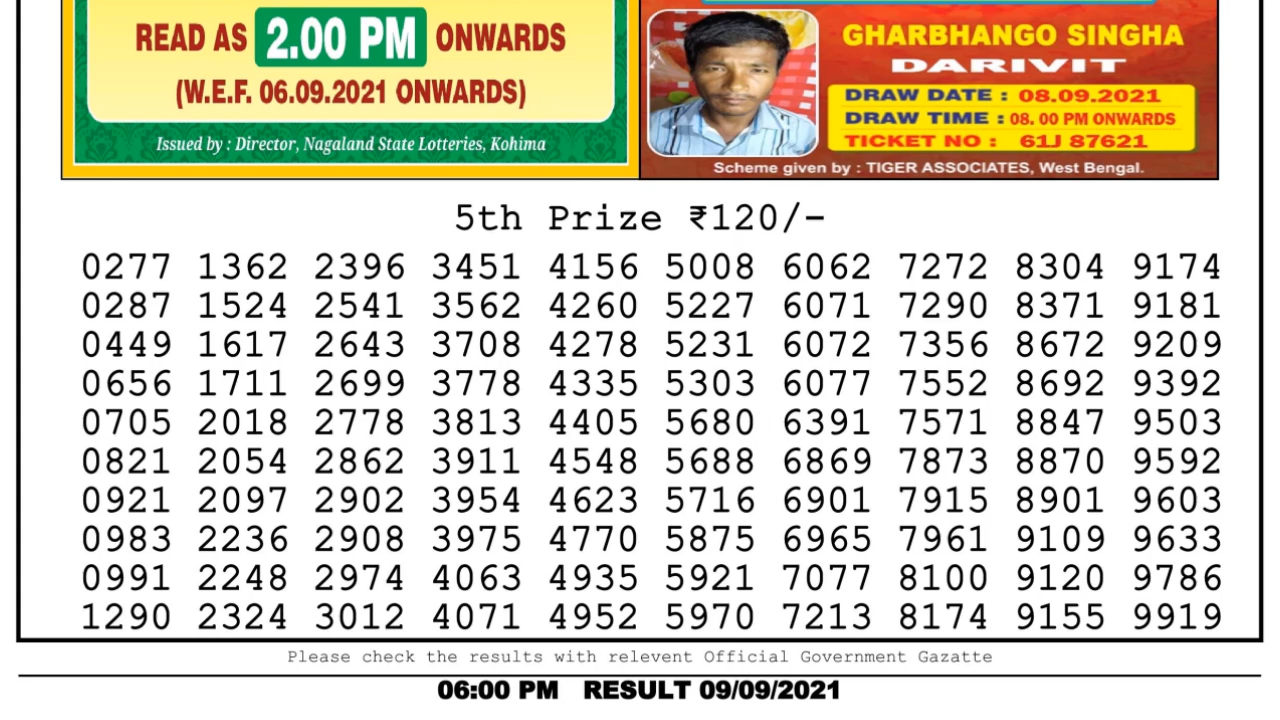 READ AS 2.00 PM ONWARDS
(W.E.F. 06.09.2021 ONWARDS)
Issued by : Director, Nagaland State Lotteries, Kohima
GHARBHANGO SINGHA
DARIVIT
DRAW DATE : 08.09.2021
DRAW TIME : 08. 00 PM ONWARDS
TICKET NO : 61J 87621
Scheme given by : TIGER ASSOCIATES, West Bengal.
5th Prize ₹120/-
0277 1362 2396 3451 4156 5008 6062 7272 8304 9174
0287 1524 2541 3562 4260 5227 6071 7290 8371 9181
0449 1617 2643 3708 4278 5231 6072 7356 8672 9209
0656 1711 2699 3778 4335 5303 6077 7552 8692 9392
0705 2018 2778 3813 4405 5680 6391 7571 8847 9503
0821 2054 2862 3911 4548 5688 6869 7873 8870 9592
0921 2097 2902 3954 4623 5716 6901 7915 8901 9603
0983 2236 2908 3975 4770 5875 6965 7961 9109 9633
0991 2248 2974 4063 4935 5921 7077 8100 9120 9786
1290 2324 3012 4071 4952 5970 7213 8174 9155 9919
Please check the results with relevent Official Government Gazatte
06:00 PM RESULT 09/09/2021